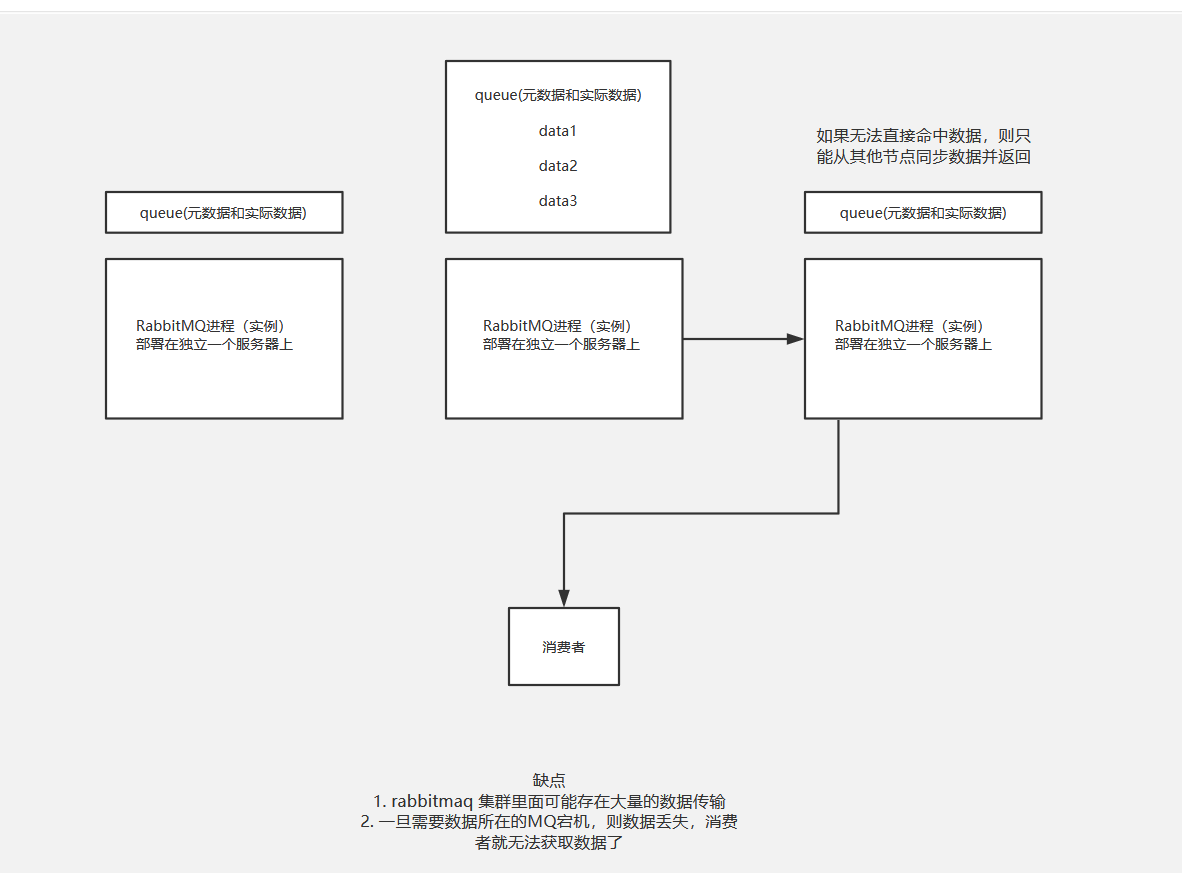 queue(元数据和实际数据)
data1
data2
data3
如果无法直接命中数据，则只
能从其他节点同步数据并返回
queue(元数据和实际数据)
queue(元数据和实际数据)
RabbitMQ进程（实例）
部署在独立一个服务器上
RabbitMQ进程（实例）
部署在独立一个服务器上
RabbitMQ进程（实例）
部署在独立一个服务器上
消费者
缺点
1. rabbitmaq 集群里面可能存在大量的数据传输
2. 一旦需要数据所在的MQ宕机，则数据丢失，消费
者就无法获取数据了